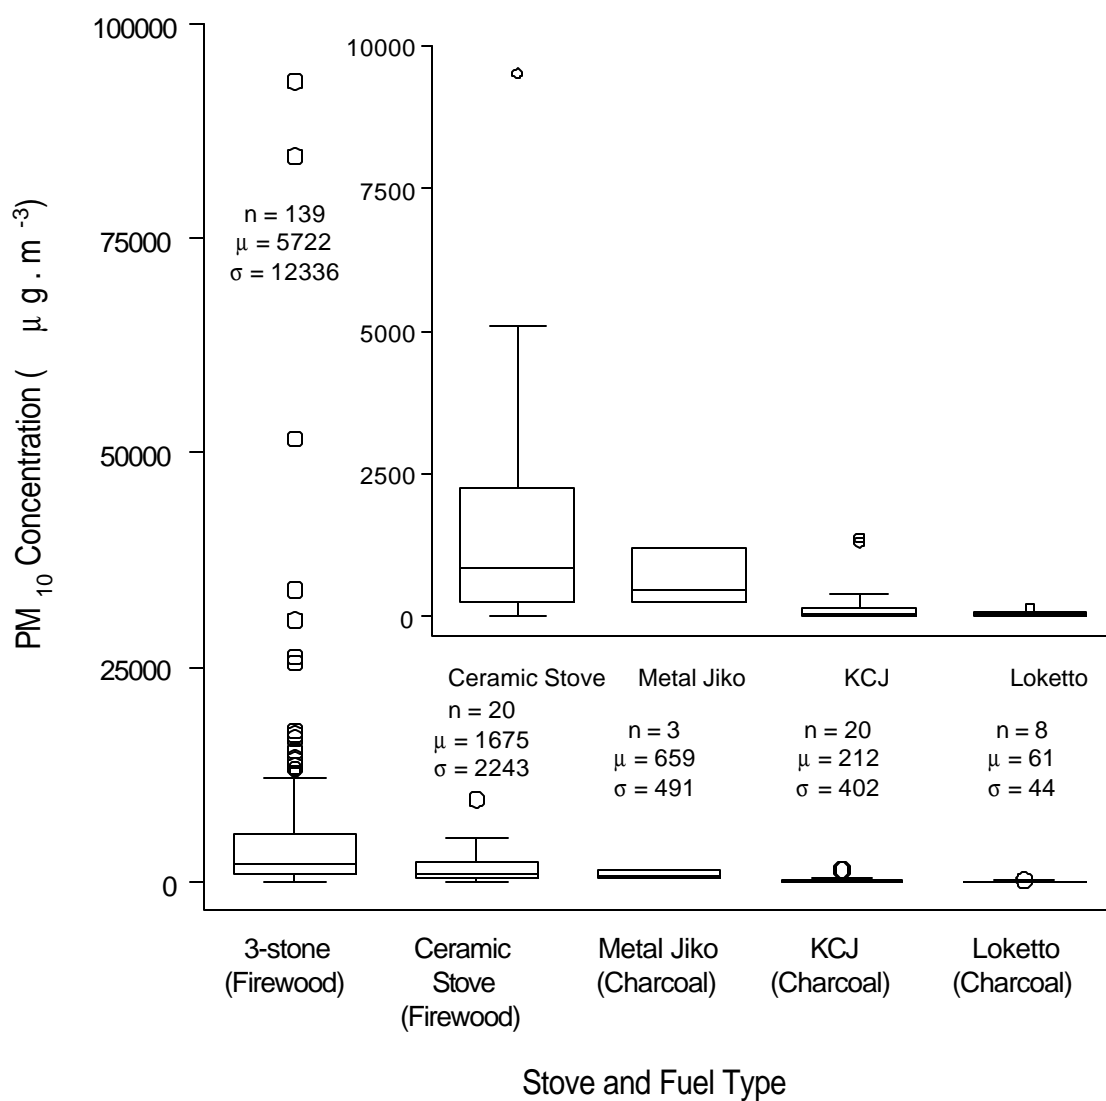 100000
75000
50000
25000
0
PM 10 Concentration ( μ g . m -3)
n = 139
μ = 5722
σ = 12336
10000
7500
5000
2500
0
Ceramic Stove
Metal Jiko
KCJ
Loketto
n = 20
μ = 1675
σ = 2243
n = 3
μ = 659
σ = 491
n = 20
μ = 212
σ = 402
n = 8
μ = 61
σ = 44
3-stone
(Firewood)
Ceramic
Stove
(Firewood)
Metal Jiko
(Charcoal)
KCJ
(Charcoal)
Loketto
(Charcoal)
Stove and Fuel Type